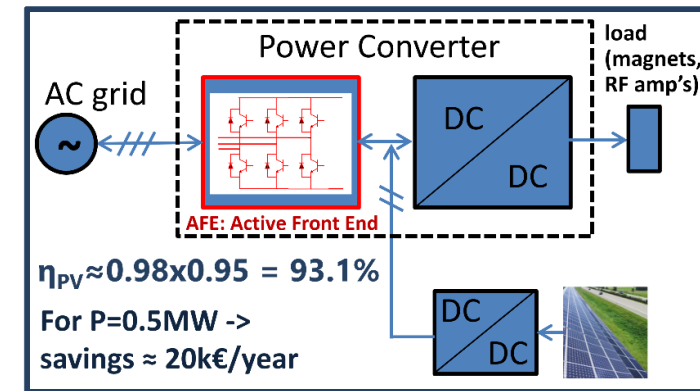 Power Converter
load
(magnets,
RF amp's)
AC grid
~
DC
DC
AFE: Active Front End
ηPV≈0.98x0.95 = 93.1%
For P=0.5MW ->
savings ≈ 20k€/year
DC
DC